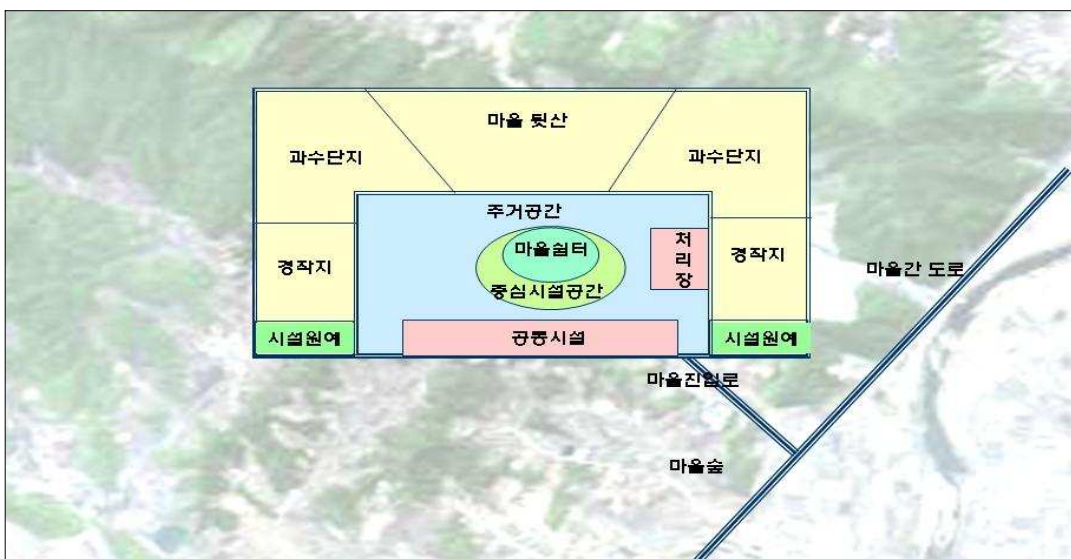 마을 뒷산
과수단지
과수단지
주거공간
마을쉼터
처리장
경작지
경작지
마을간 도로
중심시설공간
시설원예
공동시설
시설원예
마을진입로
마을숲